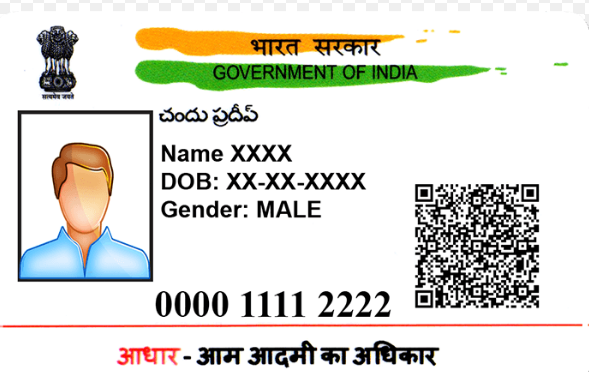 भारत सरकार
GOVERNMENT OF INDIA
सत्यमेव जयते
చందు ప్రదీప్
Name XXXX
DOB: XX-XX-XXXX
Gender: MALE
0000 1111 2222
आधार - आम आदमी का अधिकार